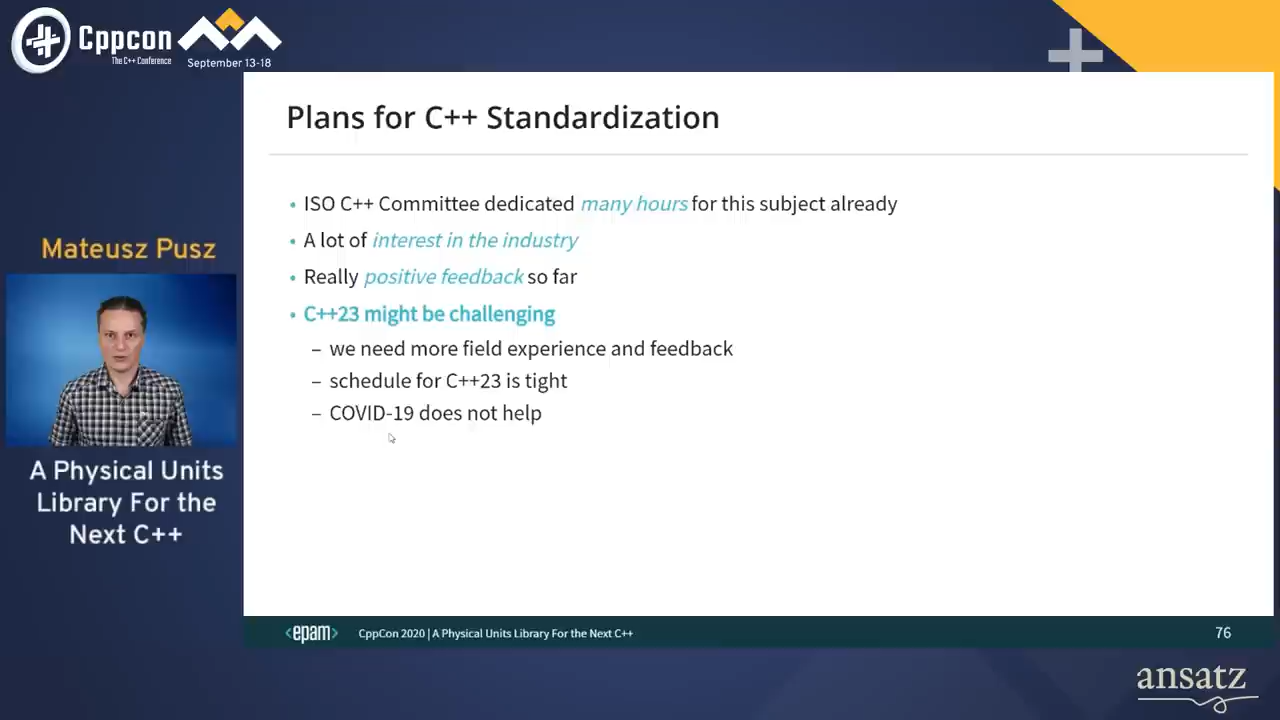 Cppcon
The C++ Conference
September 13-18
Plans for C++ Standardization
• ISO C++ Committee dedicated many hours for this subject already
• A lot of interest in the industry
• Really positive feedback so far
• C++23 might be challenging
– we need more field experience and feedback
– schedule for C++23 is tight
– COVID-19 does not help
Mateusz Pusz
A Physical Units
Library For the
Next C++
<epam> CppCon 2020 | A Physical Units Library For the Next C++ 76
ansatz